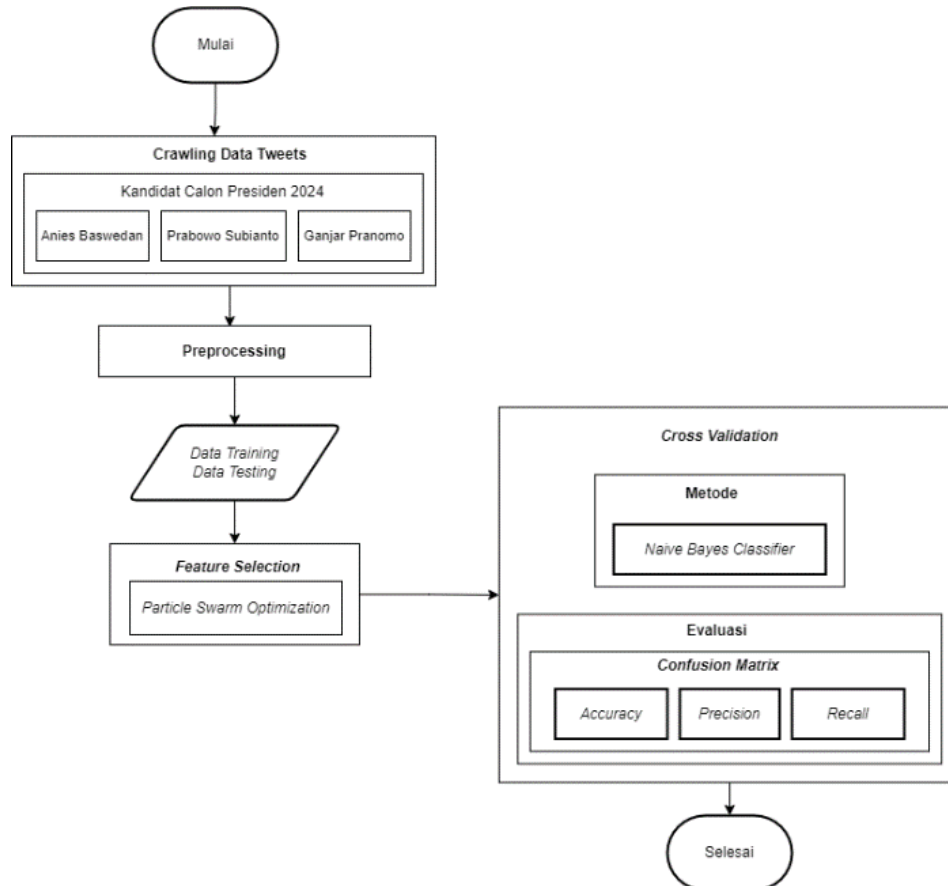 Mulai
Crawling Data Tweets
Kandidat Calon Presiden 2024
Anies Baswedan
Prabowo Subianto
Ganjar Pranomo
Preprocessing
Data Training
Data Testing
Feature Selection
Particle Swarm Optimization
Cross Validation
Metode
Naive Bayes Classifier
Evaluasi
Confusion Matrix
Accuracy
Precision
Recall
Selesai